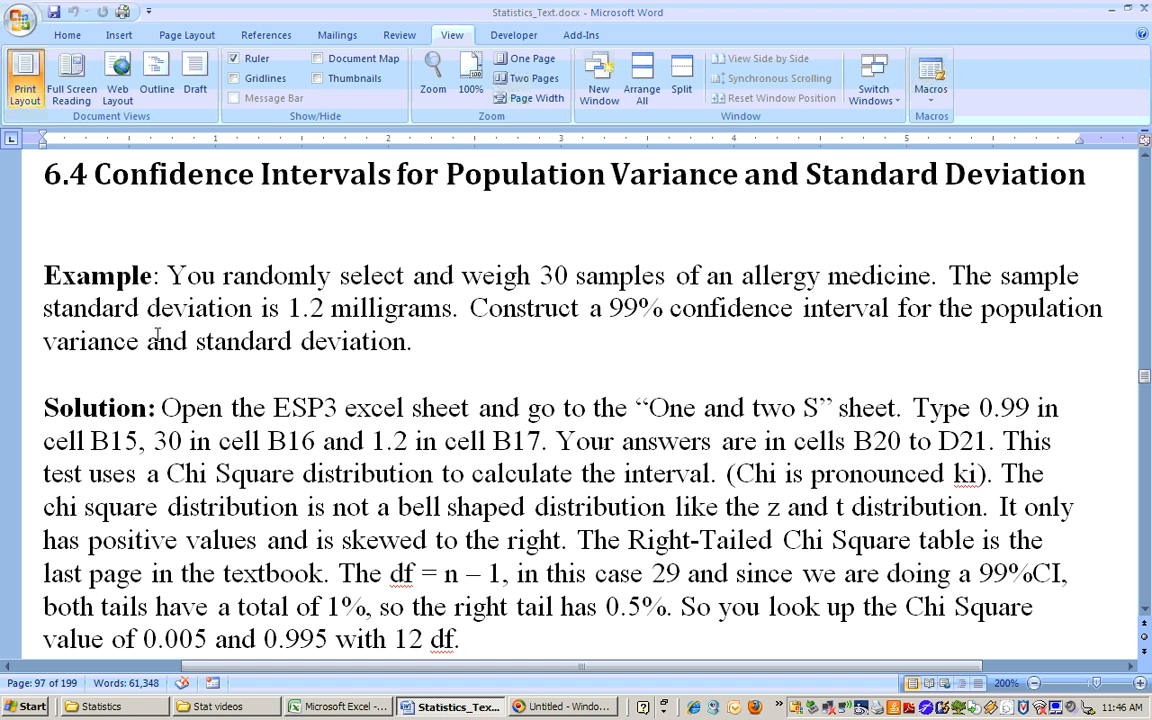 Statistics_Text.docx - Microsoft Word
Home Insert Page Layout References Mailings Review View Developer Add-Ins
Print Layout Full Screen Reading Web Layout Outline Draft
Document Views
Ruler Document Map
Gridlines Thumbnails
Message Bar
Show/Hide
Zoom 100% One Page
Two Pages
Page Width
Zoom
New Window Arrange All Split
View Side by Side
Synchronous Scrolling
Reset Window Position
Window
Switch Windows
Macros
Macros
1 2 3 4 5
6.4 Confidence Intervals for Population Variance and Standard Deviation
Example: You randomly select and weigh 30 samples of an allergy medicine. The sample
standard deviation is 1.2 milligrams. Construct a 99% confidence interval for the population
variance and standard deviation.
Solution: Open the ESP3 excel sheet and go to the “One and two S” sheet. Type 0.99 in
cell B15, 30 in cell B16 and 1.2 in cell B17. Your answers are in cells B20 to D21. This
test uses a Chi Square distribution to calculate the interval. (Chi is pronounced ki). The
chi square distribution is not a bell shaped distribution like the z and t distribution. It only
has positive values and is skewed to the right. The Right-Tailed Chi Square table is the
last page in the textbook. The df = n – 1, in this case 29 and since we are doing a 99%CI,
both tails have a total of 1%, so the right tail has 0.5%. So you look up the Chi Square
value of 0.005 and 0.995 with 12 df.
Page: 97 of 199 Words: 61,348 200%
Start Statistics Stat videos Microsoft Excel -... Statistics_Tex... Untitled - Windo... 11:46 AM